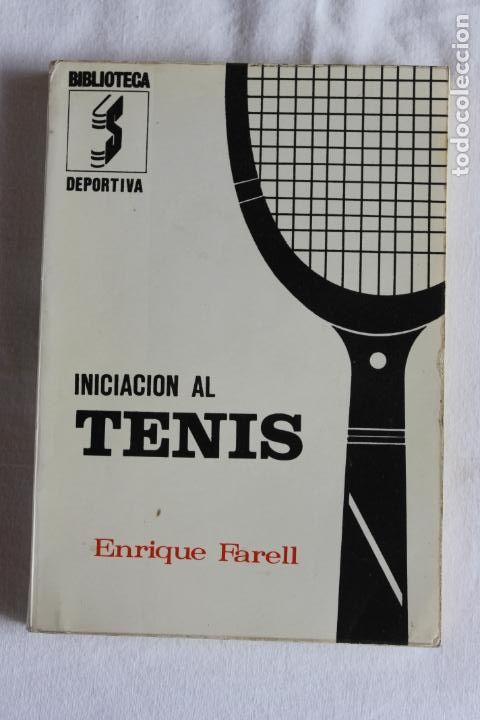 BIBLIOTECA
S
DEPORTIVA
INICIACION AL
TENIS
Enrique Farell
todocoleccion